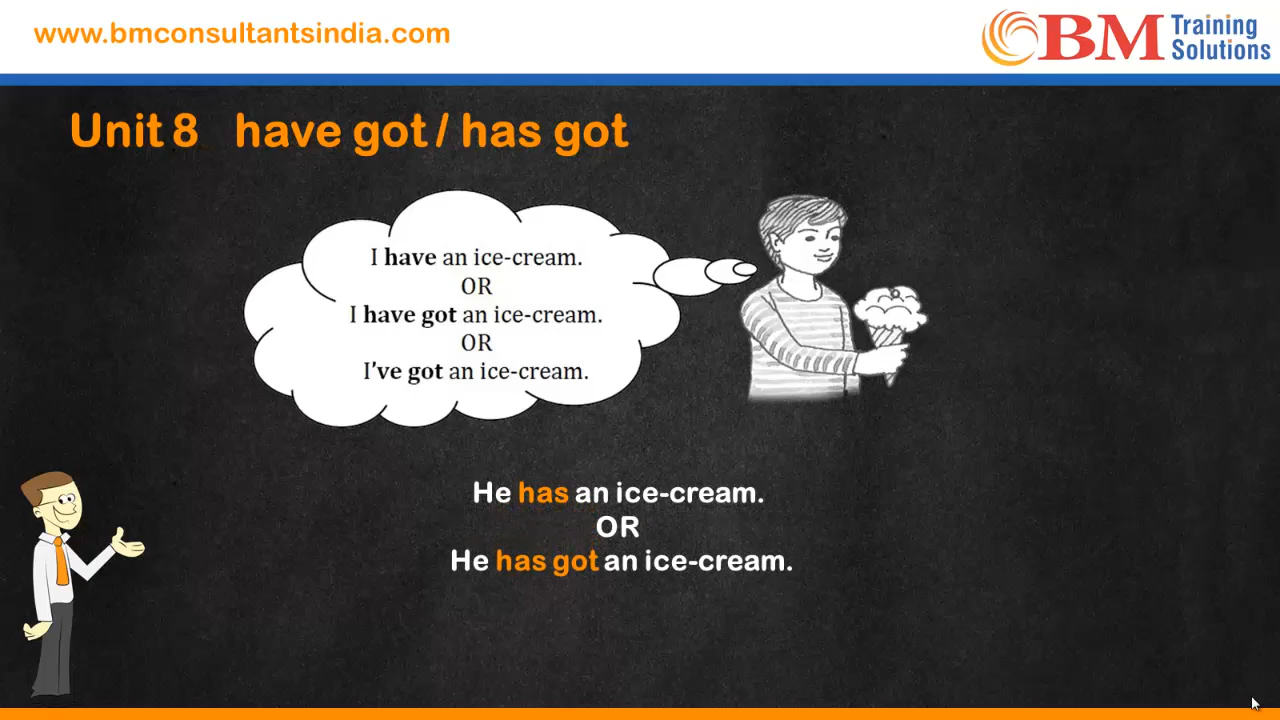 www.bmconsultantsindia.com
BM Training Solutions
Unit 8 have got / has got
I have an ice-cream.
OR
I have got an ice-cream.
OR
I've got an ice-cream.
He has an ice-cream.
OR
He has got an ice-cream.